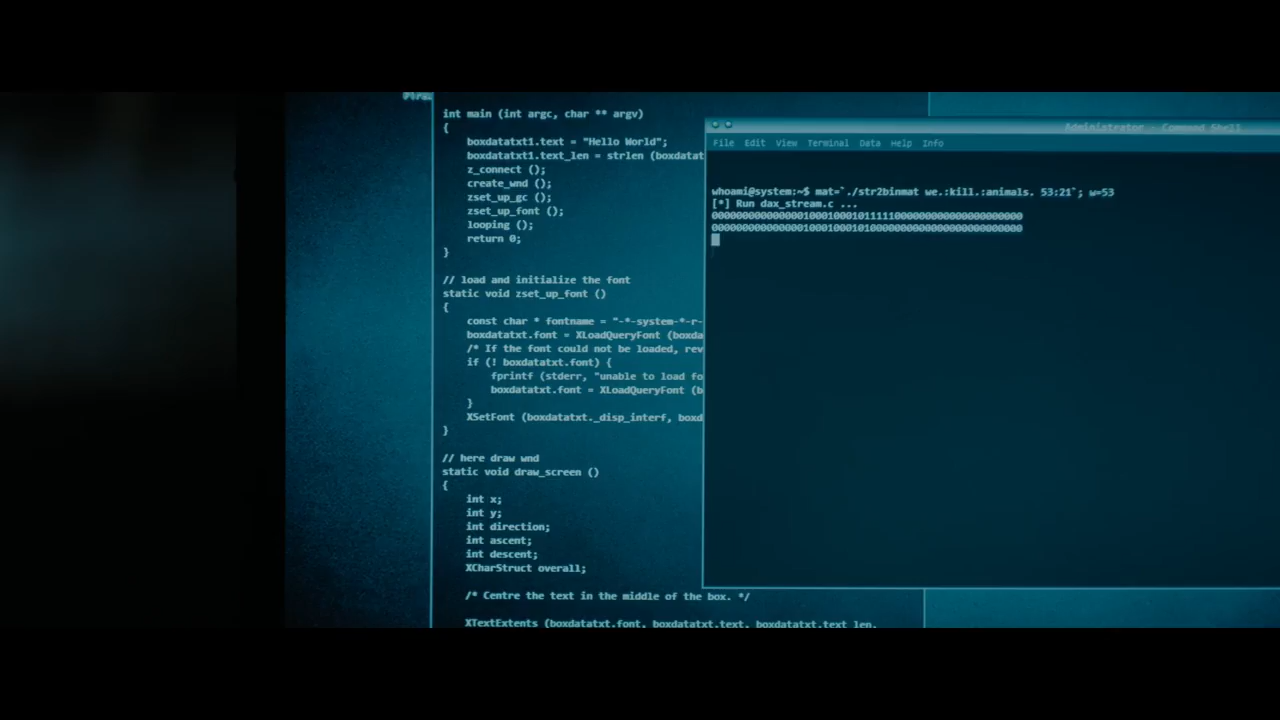 int main (int argc, char ** argv)
{
boxdatatxt1.text = "Hello World";
boxdatatxt1.text_len = strlen (boxdatat
z_connect ();
create_wnd ();
zset_up_gc ();
zset_up_font ();
looping ();
return 0;
}
// load and initialize the font
static void zset_up_font ()
{
const char * fontname = "-*-system-*-r-
boxdatatxt.font = XLoadQueryFont (boxda
/* If the font could not be loaded, rev
if (! boxdatatxt.font) {
fprintf (stderr, "unable to load fo
boxdatatxt.font = XLoadQueryFont (b
}
XSetFont (boxdatatxt._disp_interf, boxd
}
// here draw wnd
static void draw_screen ()
{
int x;
int y;
int direction;
int ascent;
int descent;
XCharStruct overall;
/* Centre the text in the middle of the box. */
XTextExtents (boxdatatxt.font, boxdatatxt.text, boxdatatxt.text_len,
Administrator - Command Shell
File Edit View Terminal Data Help Info
whoami@system:~$ mat=`./str2binmat we.:kill.:animals. 53:21`; w=53
[*] Run dax_stream.c ...